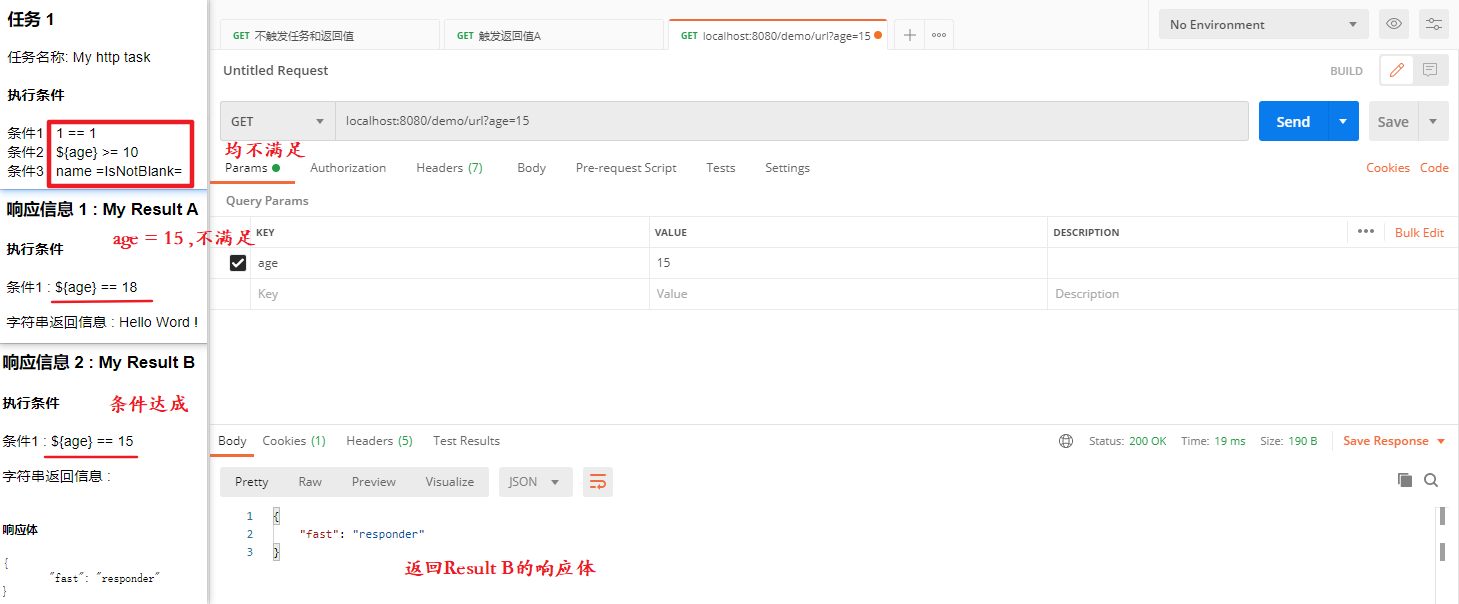 任务 1
任务名称: My http task
执行条件
条件1 1 == 1
条件2 ${age} >= 10
条件3 name =IsNotBlank=
响应信息 1 : My Result A
执行条件
age = 15 ,不满足
条件1 : ${age} == 18
字符串返回信息 : Hello Word !
响应信息 2 : My Result B
执行条件
条件达成
条件1 : ${age} == 15
字符串返回信息 :
响应体
{
"fast": "responder"
}
GET 不触发任务和返回值
GET 触发返回值A
GET localhost:8080/demo/url?age=15
No Environment
Untitled Request
BUILD
GET
localhost:8080/demo/url?age=15
Send
Save
均不满足
Params Authorization Headers (7) Body Pre-request Script Tests Settings
Cookies Code
Query Params
KEY VALUE DESCRIPTION
Bulk Edit
age 15
Key Value Description
Body Cookies (1) Headers (5) Test Results
Status: 200 OK Time: 19 ms Size: 190 B
Save Response
Pretty Raw Preview Visualize JSON
1 {
2 "fast": "responder"
3 }
返回Result B的响应体